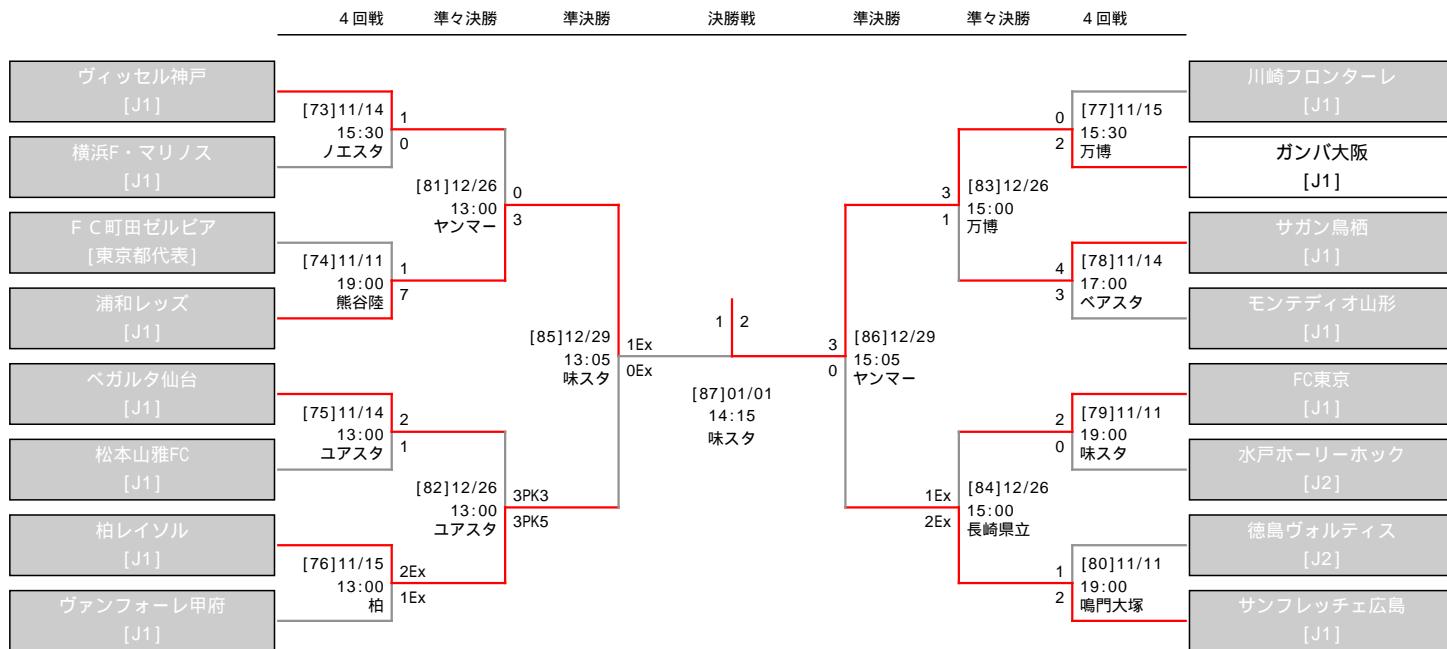 4回戦 準々決勝 準決勝 決勝戦 準決勝 準々決勝 4回戦
ヴィッセル神戸
[J1]
横浜F・マリノス
[J1]
ＦＣ町田ゼルビア
[東京都代表]
浦和レッズ
[J1]
ベガルタ仙台
[J1]
松本山雅FC
[J1]
柏レイソル
[J1]
ヴァンフォーレ甲府
[J1]
[73]11/14
15:30
ノエスタ
1
0
[74]11/11
19:00
熊谷陸
1
7
[75]11/14
13:00
ユアスタ
2
1
[76]11/15
13:00
柏
2Ex
1Ex
[81]12/26
13:00
ヤンマー
0
3
[82]12/26
13:00
ユアスタ
3PK3
3PK5
[85]12/29
13:05
味スタ
1Ex
0Ex
1 2
[87]01/01
14:15
味スタ
3
0
[86]12/29
15:05
ヤンマー
3
1
[83]12/26
15:00
万博
1Ex
2Ex
[84]12/26
15:00
長崎県立
0
2
[77]11/15
15:30
万博
4
3
[78]11/14
17:00
ベアスタ
2
0
[79]11/11
19:00
味スタ
1
2
[80]11/11
19:00
鳴門大塚
川崎フロンターレ
[J1]
ガンバ大阪
[J1]
サガン鳥栖
[J1]
モンテディオ山形
[J1]
FC東京
[J1]
水戸ホーリーホック
[J2]
徳島ヴォルティス
[J2]
サンフレッチェ広島
[J1]